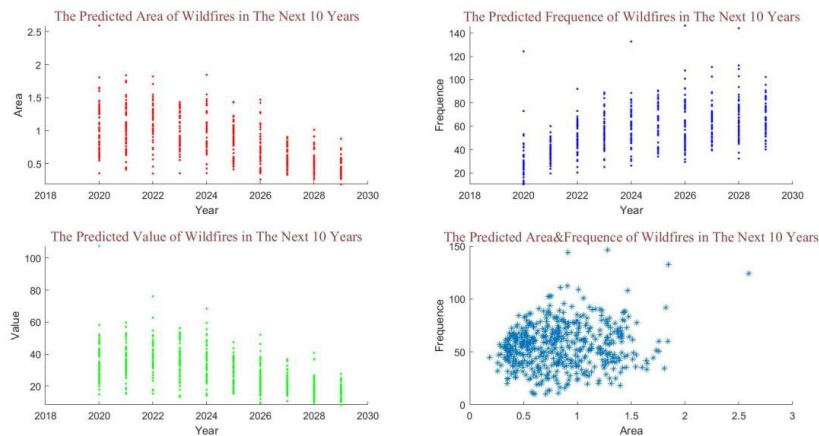 The Predicted Area of Wildfires in The Next 10 Years
2.5
2
1.5
1
0.5
Area
2018 2020 2022 2024 2026 2028 2030
Year
The Predicted Frequence of Wildfires in The Next 10 Years
140
120
100
80
60
40
20
Frequence
2018 2020 2022 2024 2026 2028 2030
Year
The Predicted Value of Wildfires in The Next 10 Years
100
80
60
40
20
Value
2018 2020 2022 2024 2026 2028 2030
Year
The Predicted Area&Frequence of Wildfires in The Next 10 Years
150
100
50
0
Frequence
0 0.5 1 1.5 2 2.5 3
Area